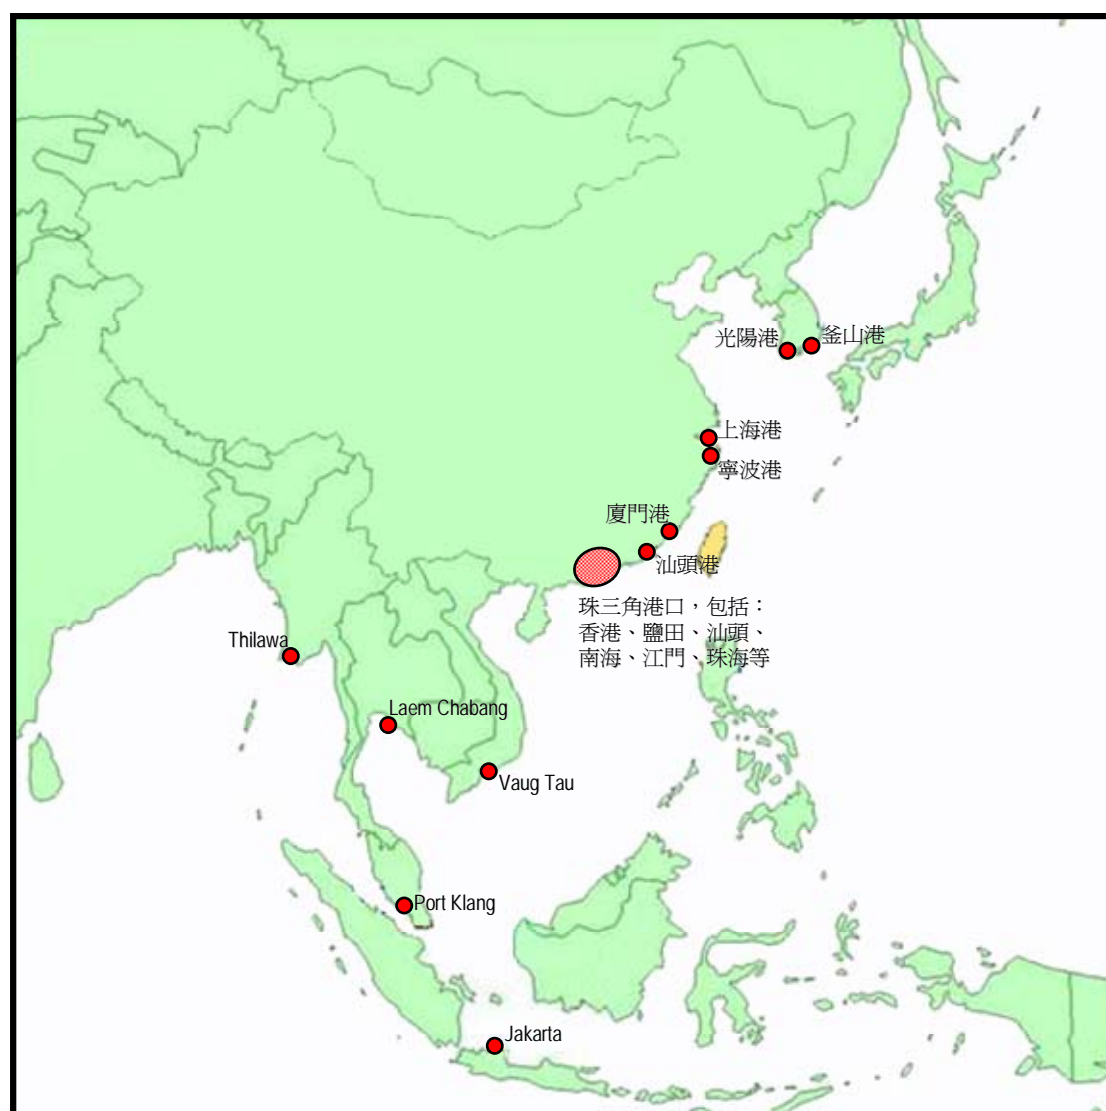 光陽港
釜山港
上海港
寧波港
廈門港
汕頭港
珠三角港口，包括：
香港、鹽田、汕頭、
南海、江門、珠海等
Thilawa
Laem Chabang
Vaug Tau
Port Klang
Jakarta